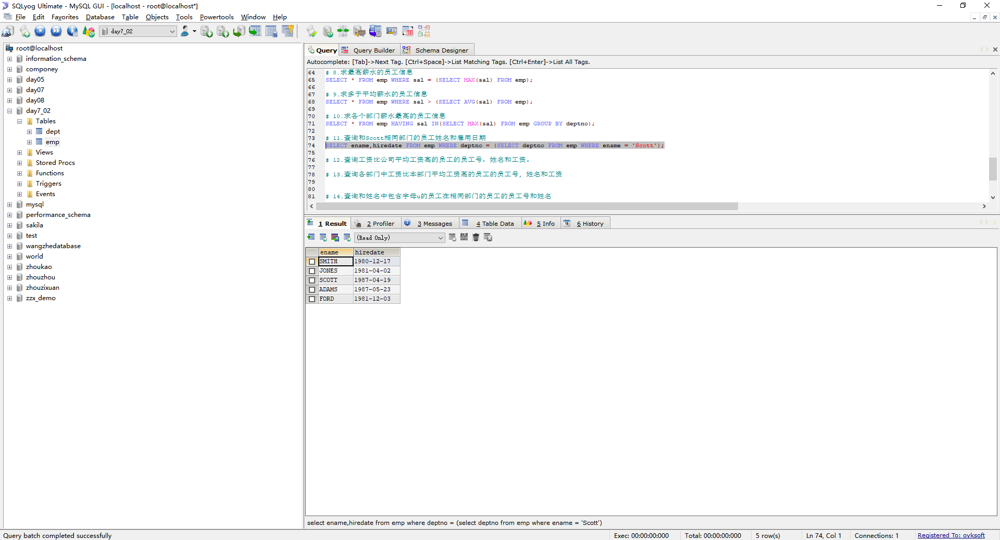 SQLyog Ultimate - MySQL GUI - [localhost - root@localhost*]
File Edit Favorites Database Table Objects Tools Powertools Window Help
day7_02
root@localhost
information_schema
componey
day05
day07
day08
day7_02
Tables
dept
emp
Views
Stored Procs
Functions
Triggers
Events
mysql
performance_schema
sakila
test
wangzhedatabase
world
zhoukao
zhouzhou
zhouzixuan
zzx_demo
Query Query Builder Schema Designer
Autocomplete: [Tab]->Next Tag. [Ctrl+Space]->List Matching Tags. [Ctrl+Enter]->List All Tags.
64 # 8.求最高薪水的员工信息
65 SELECT * FROM emp WHERE sal = (SELECT MAX(sal) FROM emp);
66
67 # 9.求多于平均薪水的员工信息
68 SELECT * FROM emp WHERE sal > (SELECT AVG(sal) FROM emp);
69
70 # 10.求各个部门薪水最高的员工信息
71 SELECT * FROM emp HAVING sal IN(SELECT MAX(sal) FROM emp GROUP BY deptno);
72
73 # 11.查询和Scott相同部门的员工姓名和雇用日期
74 SELECT ename,hiredate FROM emp WHERE deptno = (SELECT deptno FROM emp WHERE ename = 'Scott');
75
76 # 12.查询工资比公司平均工资高的员工的员工号，姓名和工资。
77
78 # 13.查询各部门中工资比本部门平均工资高的员工的员工号, 姓名和工资
79
80
81 # 14.查询和姓名中包含字母u的员工在相同部门的员工的员工号和姓名
1 Result 2 Profiler 3 Messages 4 Table Data 5 Info 6 History
(Read Only)
ename hiredate
SMITH 1980-12-17
JONES 1981-04-02
SCOTT 1987-04-19
ADAMS 1987-05-23
FORD 1981-12-03
select ename,hiredate from emp where deptno = (select deptno from emp where ename = 'Scott')
Query batch completed successfully Exec: 00:00:00:000 Total: 00:00:00:000 5 row(s) Ln 74, Col 1 Connections: 1 Registered To: ovksoft